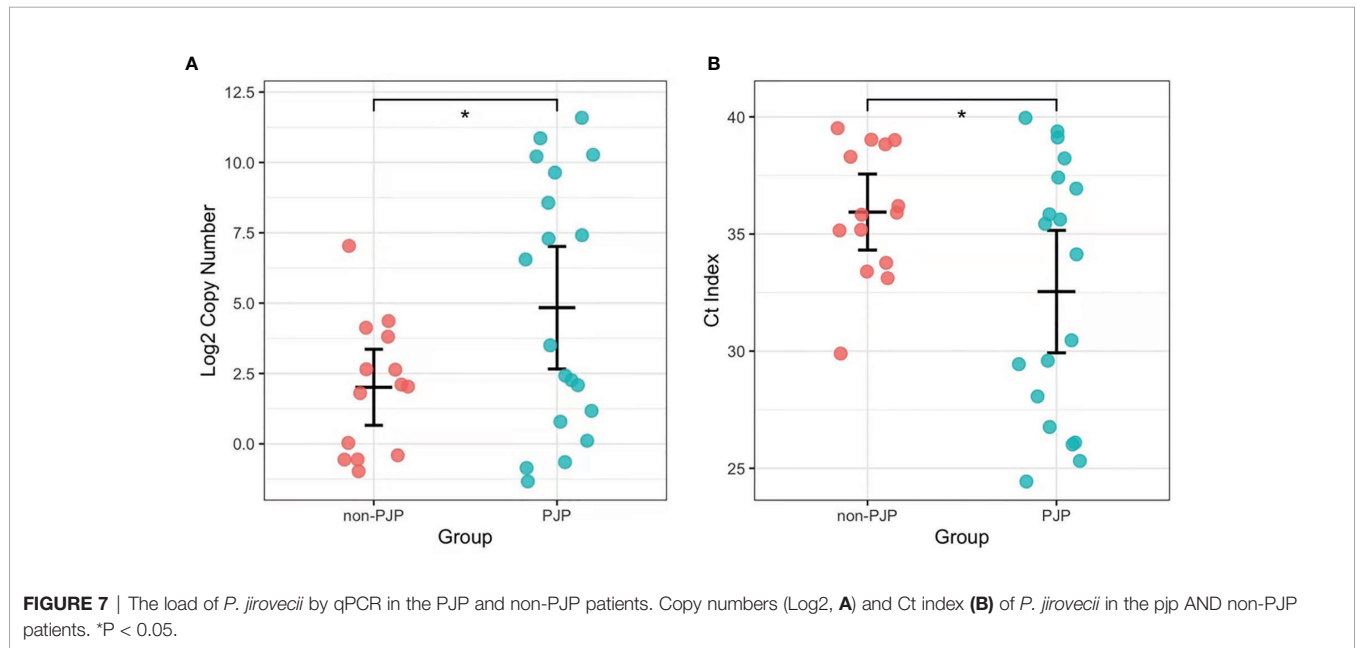 A
B
12.5
10.0
7.5
5.0
2.5
0.0
Log2 Copy Number
*
non-PJP
PJP
Group
40
35
30
25
Ct Index
*
non-PJP
PJP
Group
FIGURE 7 | The load of P. jirovecii by qPCR in the PJP and non-PJP patients. Copy numbers (Log2, A) and Ct index (B) of P. jirovecii in the pjp AND non-PJP
patients. *P < 0.05.